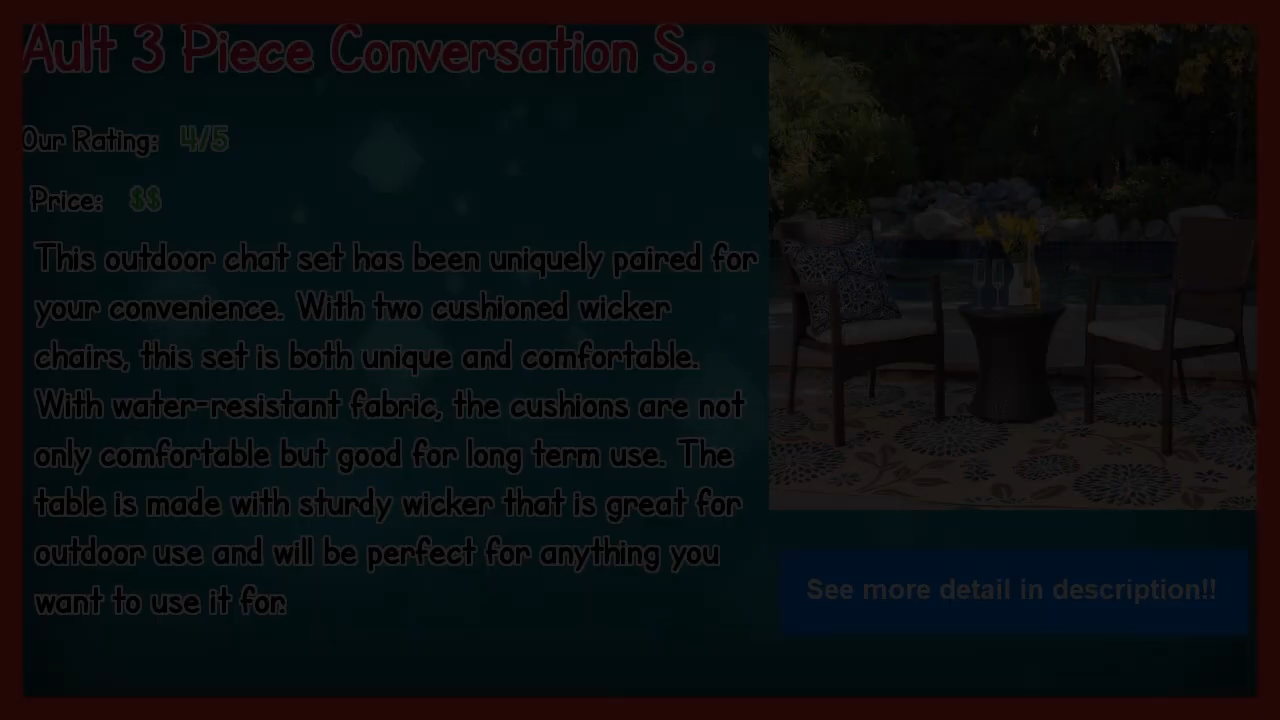 Ault 3 Piece Conversation S..
Our Rating: 4/5
Price: $$
This outdoor chat set has been uniquely paired for
your convenience. With two cushioned wicker
chairs, this set is both unique and comfortable.
With water-resistant fabric, the cushions are not
only comfortable but good for long term use. The
table is made with sturdy wicker that is great for
outdoor use and will be perfect for anything you
want to use it for.
See more detail in description!!